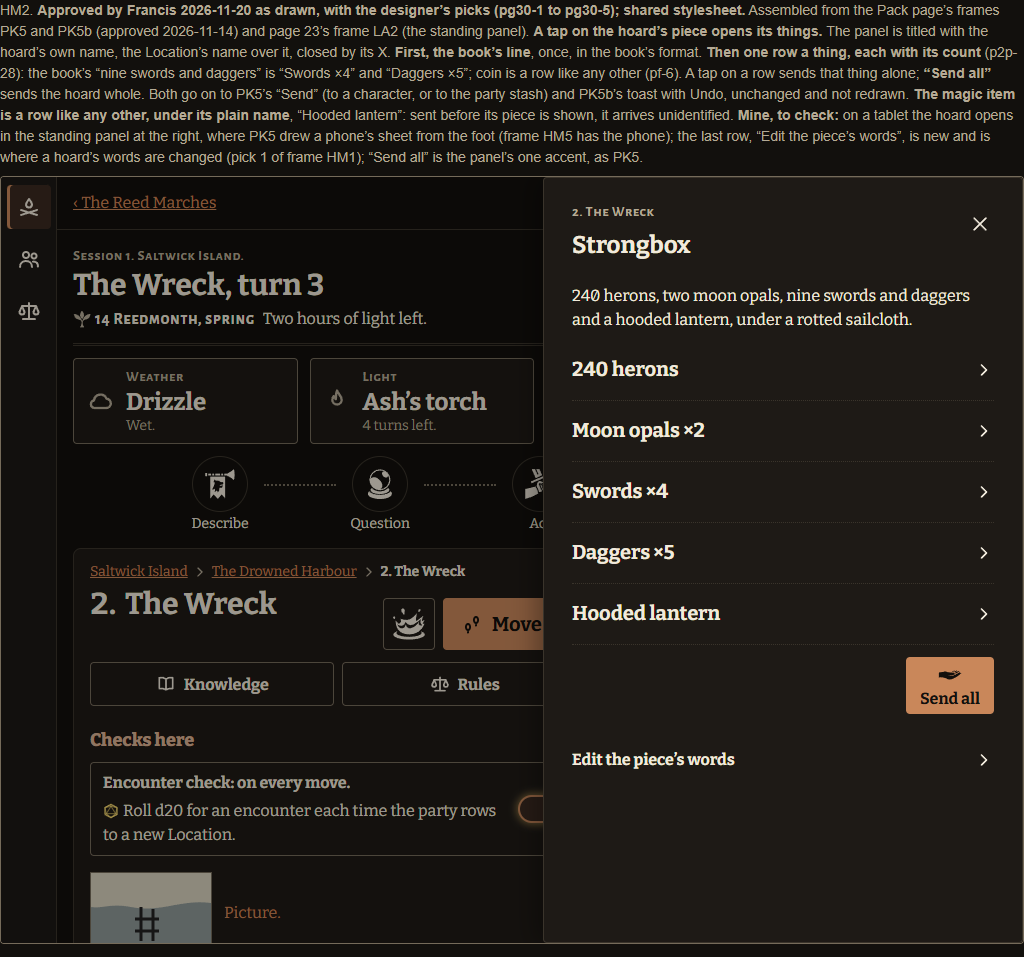 HM2. Approved by Francis 2026-11-20 as drawn, with the designer's picks (pg30-1 to pg30-5); shared stylesheet. Assembled from the Pack page's frames
PK5 and PK5b (approved 2026-11-14) and page 23's frame LA2 (the standing panel). A tap on the hoard's piece opens its things. The panel is titled with the
hoard's own name, the Location's name over it, closed by its X. First, the book's line, once, in the book's format. Then one row a thing, each with its count (p2p-
28): the book's “nine swords and daggers” is “Swords ×4” and “Daggers ×5”; coin is a row like any other (pf-6). A tap on a row sends that thing alone; “Send all”
sends the hoard whole. Both go on to PK5's “Send” (to a character, or to the party stash) and PK5b's toast with Undo, unchanged and not redrawn. The magic item
is a row like any other, under its plain name, “Hooded lantern”: sent before its piece is shown, it arrives unidentified. Mine, to check: on a tablet the hoard opens
in the standing panel at the right, where PK5 drew a phone's sheet from the foot (frame HM5 has the phone); the last row, “Edit the piece's words”, is new and is
where a hoard's words are changed (pick 1 of frame HM1); “Send all” is the panel's one accent, as PK5.
‹ The Reed Marches
Session 1. Saltwick Island.
The Wreck, turn 3
14 Reedmonth, spring Two hours of light left.
Weather
Drizzle
Wet.
Light
Ash's torch
4 turns left.
Describe
Question
Ac
Saltwick Island > The Drowned Harbour > 2. The Wreck
2. The Wreck
Move
Knowledge
Rules
Checks here
Encounter check: on every move.
Roll d20 for an encounter each time the party rows
to a new Location.
Picture.
2. The Wreck
Strongbox
240 herons, two moon opals, nine swords and daggers
and a hooded lantern, under a rotted sailcloth.
240 herons
Moon opals ×2
Swords ×4
Daggers ×5
Hooded lantern
Send all
Edit the piece's words